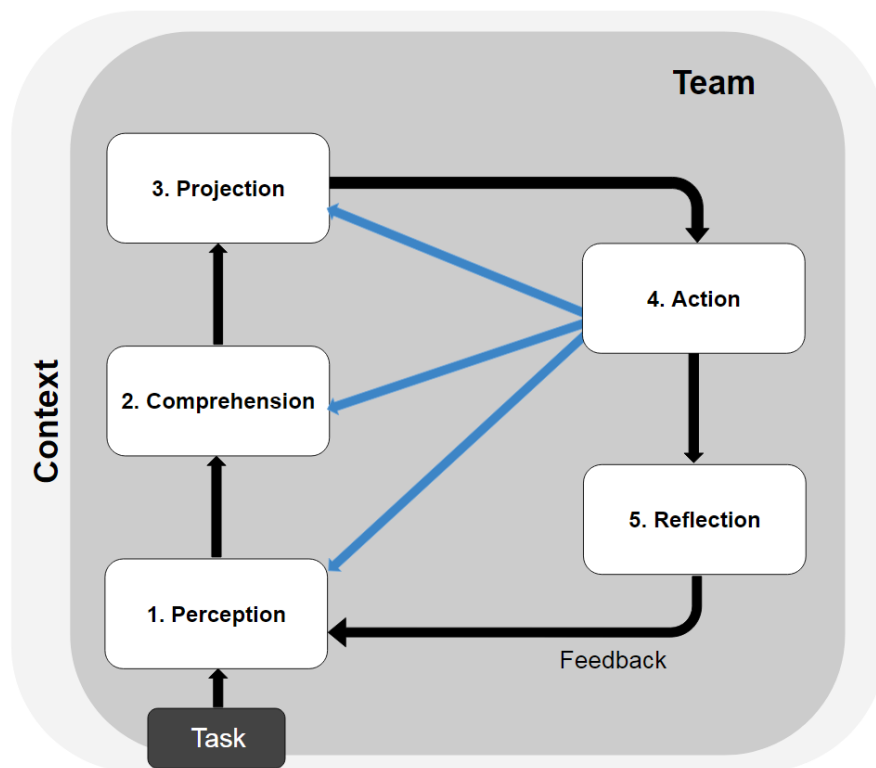 Team
3. Projection
4. Action
Context
2. Comprehension
5. Reflection
1. Perception
Feedback
Task